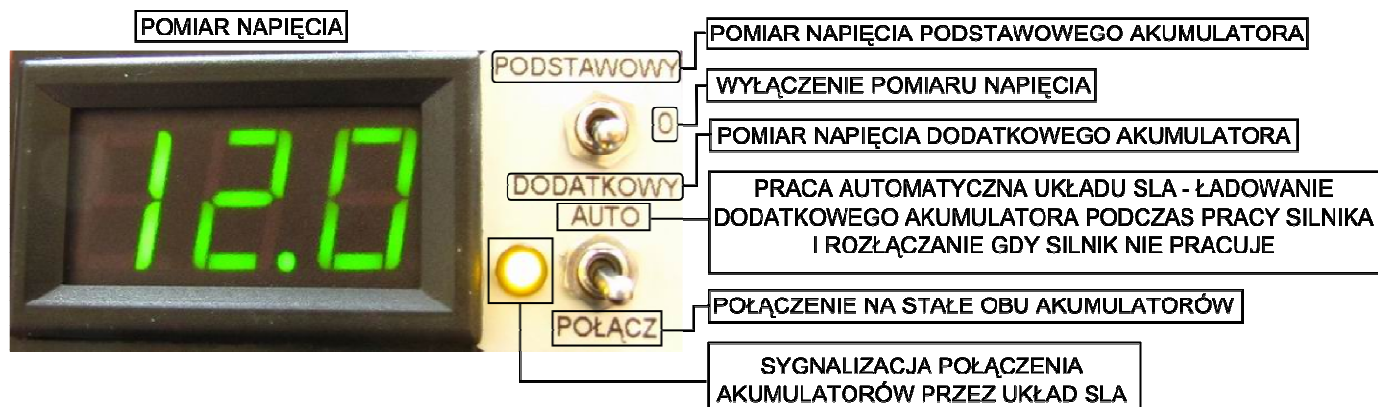 POMIAR NAPIĘCIA
12.0
PODSTAWOWY
0
DODATKOWY
AUTO
POŁĄCZ
POMIAR NAPIĘCIA PODSTAWOWEGO AKUMULATORA
WYŁĄCZENIE POMIARU NAPIĘCIA
POMIAR NAPIĘCIA DODATKOWEGO AKUMULATORA
PRACA AUTOMATYCZNA UKŁADU SLA - ŁADOWANIE
DODATKOWEGO AKUMULATORA PODCZAS PRACY SILNIKA
I ROZŁĄCZANIE GDY SILNIK NIE PRACUJE
POŁĄCZENIE NA STAŁE OBU AKUMULATORÓW
SYGNALIZACJA POŁĄCZENIA
AKUMULATORÓW PRZEZ UKŁAD SLA